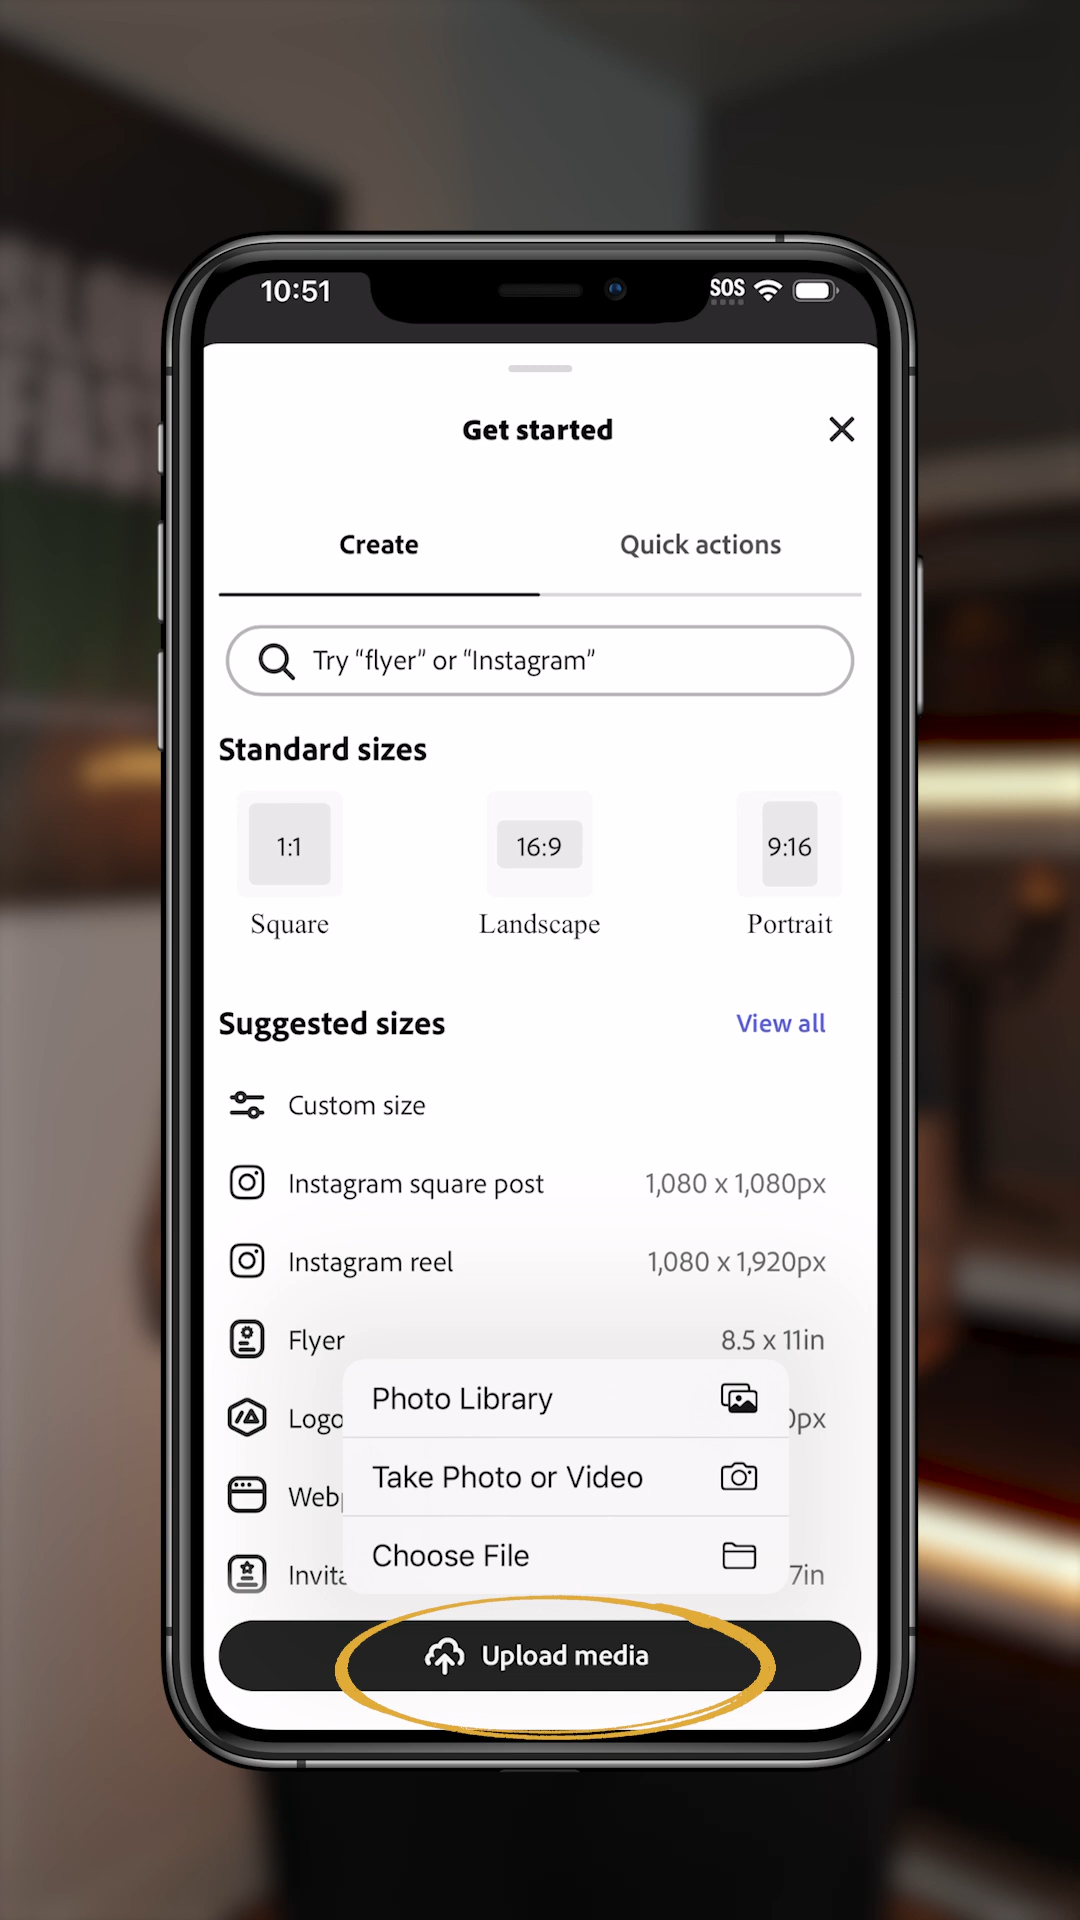 10:51 SOS
Get started
Create Quick actions
Try “flyer” or “Instagram”
Standard sizes
1:1 16:9 9:16
Square Landscape Portrait
Suggested sizes View all
Custom size
Instagram square post 1,080 x 1,080px
Instagram reel 1,080 x 1,920px
Flyer 8.5 x 11in
Photo Library
Logo
Take Photo or Video
Choose File
7in
Upload media